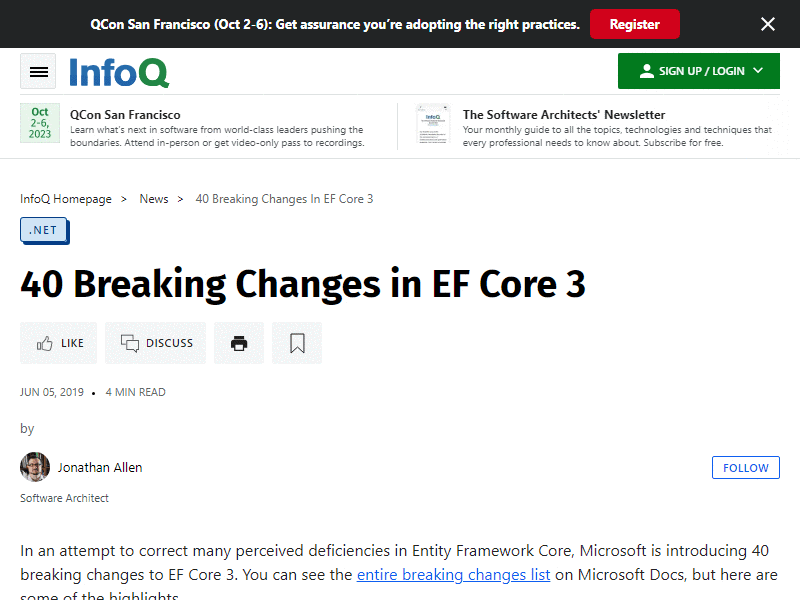 QCon San Francisco (Oct 2-6): Get assurance you're adopting the right practices. Register
InfoQ
SIGN UP / LOGIN
Oct
2-6,
2023
QCon San Francisco
Learn what's next in software from world-class leaders pushing the
boundaries. Attend in-person or get video-only pass to recordings.
The Software Architects' Newsletter
Your monthly guide to all the topics, technologies and techniques that
every professional needs to know about. Subscribe for free.
InfoQ Homepage > News > 40 Breaking Changes In EF Core 3
.NET
40 Breaking Changes in EF Core 3
LIKE DISCUSS
JUN 05, 2019 • 4 MIN READ
by
Jonathan Allen
FOLLOW
Software Architect
In an attempt to correct many perceived deficiencies in Entity Framework Core, Microsoft is introducing 40
breaking changes to EF Core 3. You can see the entire breaking changes list on Microsoft Docs, but here are
some of the highlights